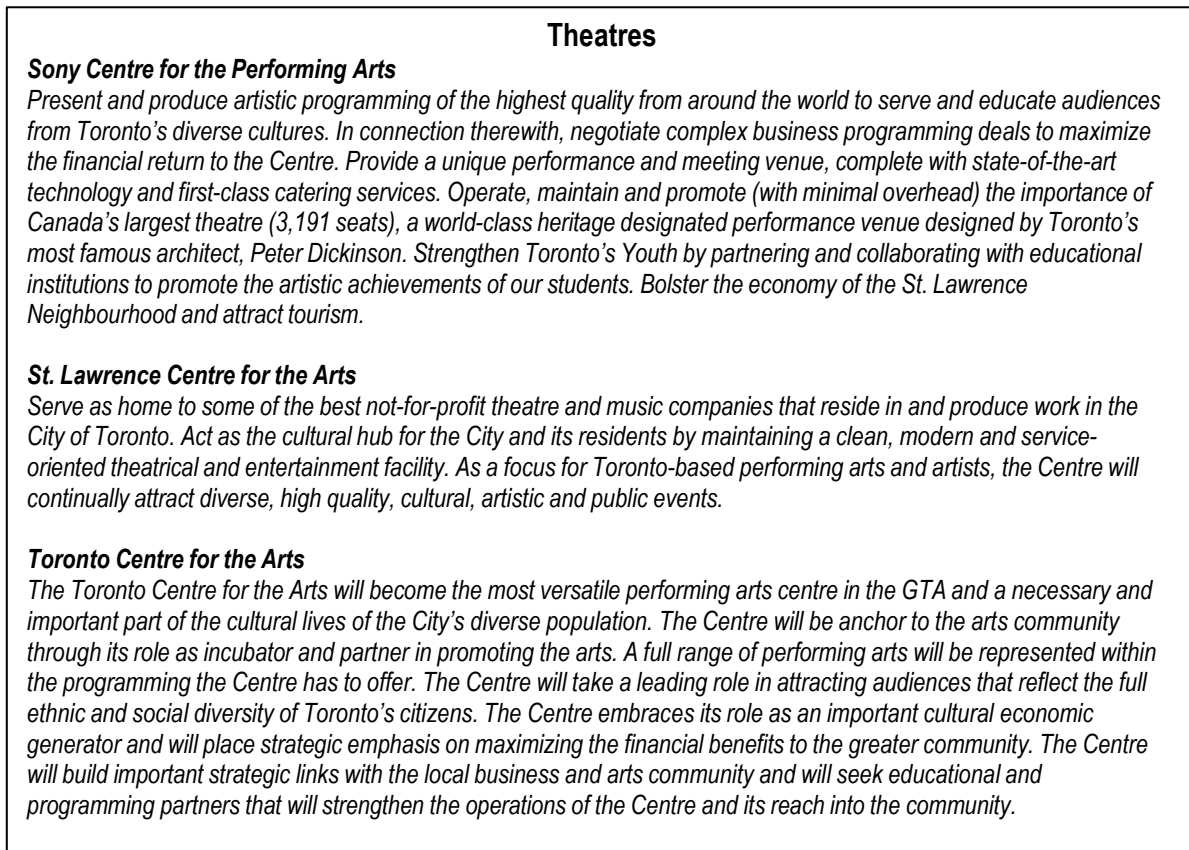 Theatres
Sony Centre for the Performing Arts
Present and produce artistic programming of the highest quality from around the world to serve and educate audiences
from Toronto's diverse cultures. In connection therewith, negotiate complex business programming deals to maximize
the financial return to the Centre. Provide a unique performance and meeting venue, complete with state-of-the-art
technology and first-class catering services. Operate, maintain and promote (with minimal overhead) the importance of
Canada's largest theatre (3,191 seats), a world-class heritage designated performance venue designed by Toronto's
most famous architect, Peter Dickinson. Strengthen Toronto's Youth by partnering and collaborating with educational
institutions to promote the artistic achievements of our students. Bolster the economy of the St. Lawrence
Neighbourhood and attract tourism.
St. Lawrence Centre for the Arts
Serve as home to some of the best not-for-profit theatre and music companies that reside in and produce work in the
City of Toronto. Act as the cultural hub for the City and its residents by maintaining a clean, modern and service-
oriented theatrical and entertainment facility. As a focus for Toronto-based performing arts and artists, the Centre will
continually attract diverse, high quality, cultural, artistic and public events.
Toronto Centre for the Arts
The Toronto Centre for the Arts will become the most versatile performing arts centre in the GTA and a necessary and
important part of the cultural lives of the City's diverse population. The Centre will be anchor to the arts community
through its role as incubator and partner in promoting the arts. A full range of performing arts will be represented within
the programming the Centre has to offer. The Centre will take a leading role in attracting audiences that reflect the full
ethnic and social diversity of Toronto's citizens. The Centre embraces its role as an important cultural economic
generator and will place strategic emphasis on maximizing the financial benefits to the greater community. The Centre
will build important strategic links with the local business and arts community and will seek educational and
programming partners that will strengthen the operations of the Centre and its reach into the community.